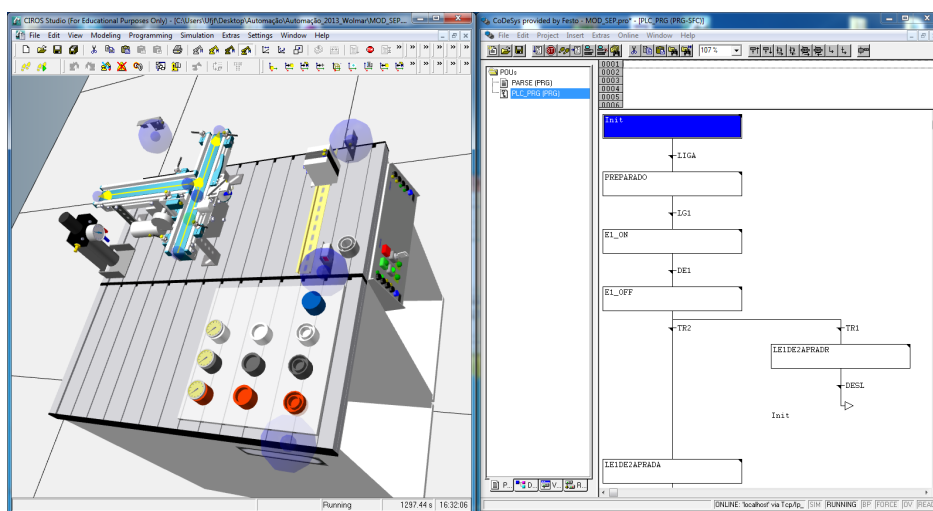 CIROS Studio (For Educational Purposes Only) - [C:\Users\Ufjf\Desktop\Automação\Automação_2013_Wolmar\MOD_SEP....
File Edit View Modeling Programming Simulation Extras Settings Window Help
Running 1297.44 s 16:32:06
CoDeSys provided by Festo - MOD_SEP.pro* - [PLC_PRG (PRG-SFC)]
File Edit Project Insert Extras Online Window Help
107 %
POUs
PARSE (PRG)
PLC_PRG (PRG)
P... D... V... R...
0001
0002
0003
0004
0005
0006
Init
LIGA
PREPARADO
LG1
E1_ON
DE1
E1_OFF
TR2
TR1
LE1DE2APRADR
DESL
Init
LE1DE2APRADA
ONLINE: 'localhost' via Tcp/Ip_ SIM RUNNING BP FORCE OV READ